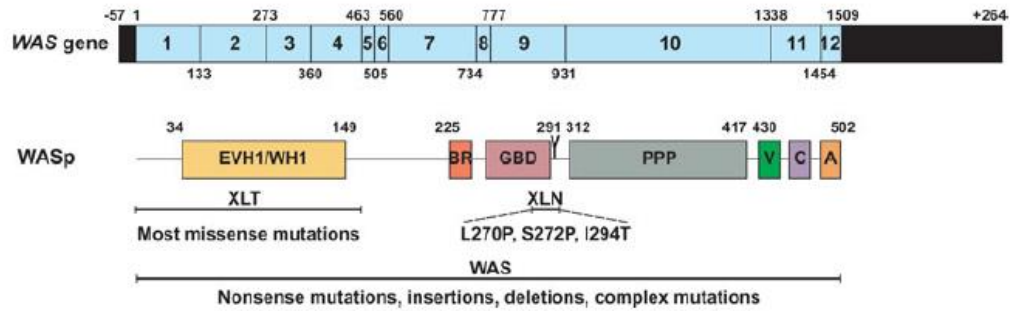 -57 1 273 463 560 777 1338 1509 +264
WAS gene 1 2 3 4 5 6 7 8 9 10 11 12
133 360 505 734 931 1454
34 149 225 291 312 417 430 502
WASp EVH1/WH1 BR GBD Y PPP V C A
XLT XLN
Most missense mutations L270P, S272P, I294T
WAS
Nonsense mutations, insertions, deletions, complex mutations